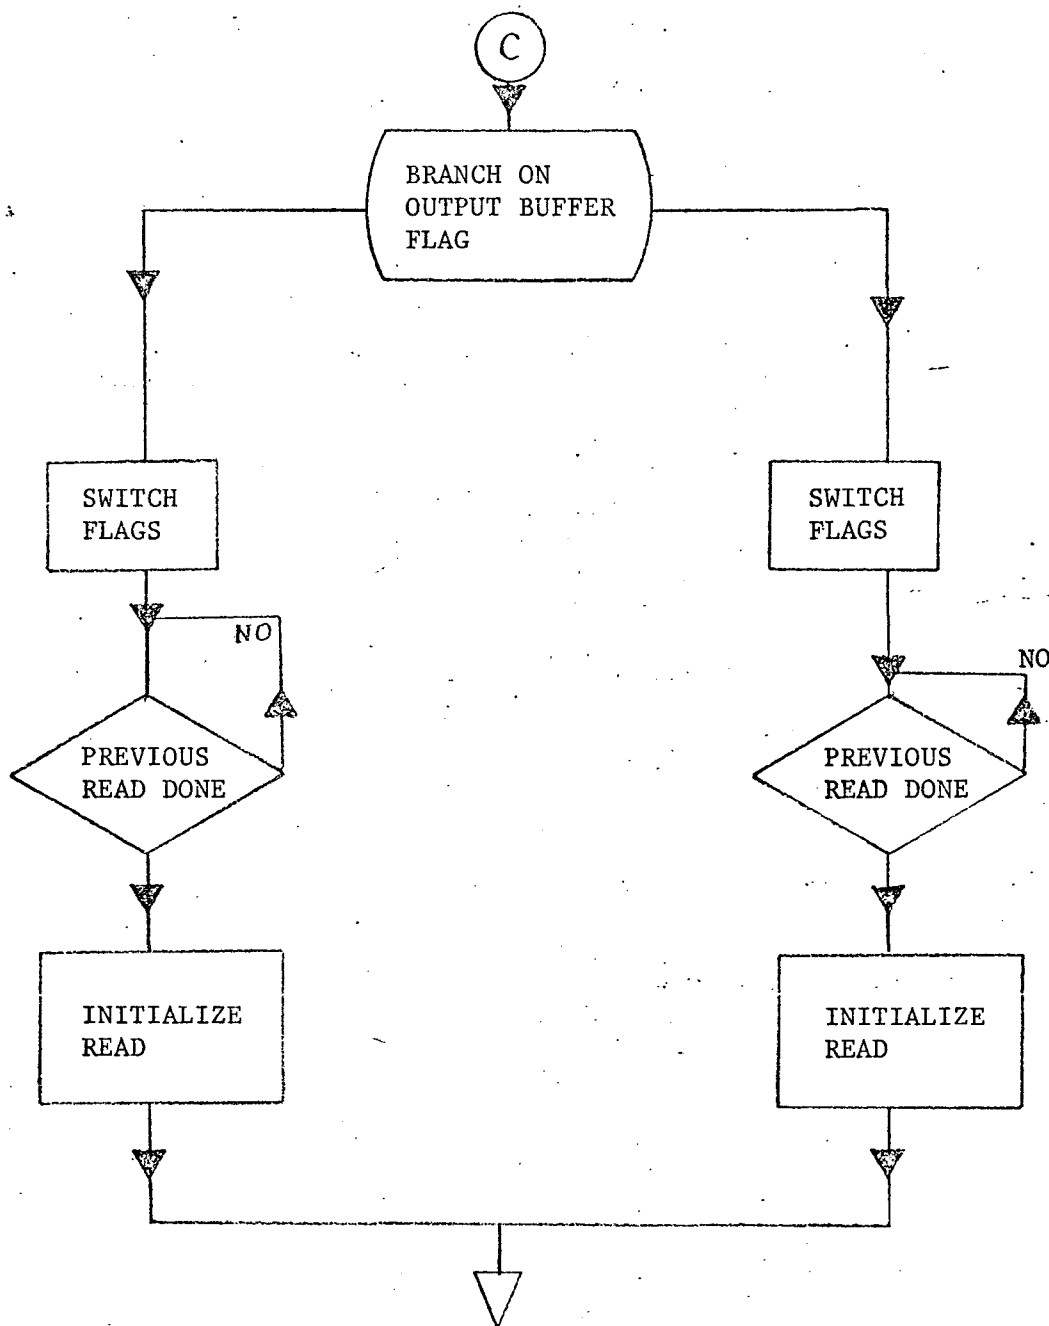 C
BRANCH ON
OUTPUT BUFFER
FLAG
SWITCH
FLAGS
NO
PREVIOUS
READ DONE
INITIALIZE
READ
SWITCH
FLAGS
NO
PREVIOUS
READ DONE
INITIALIZE
READ